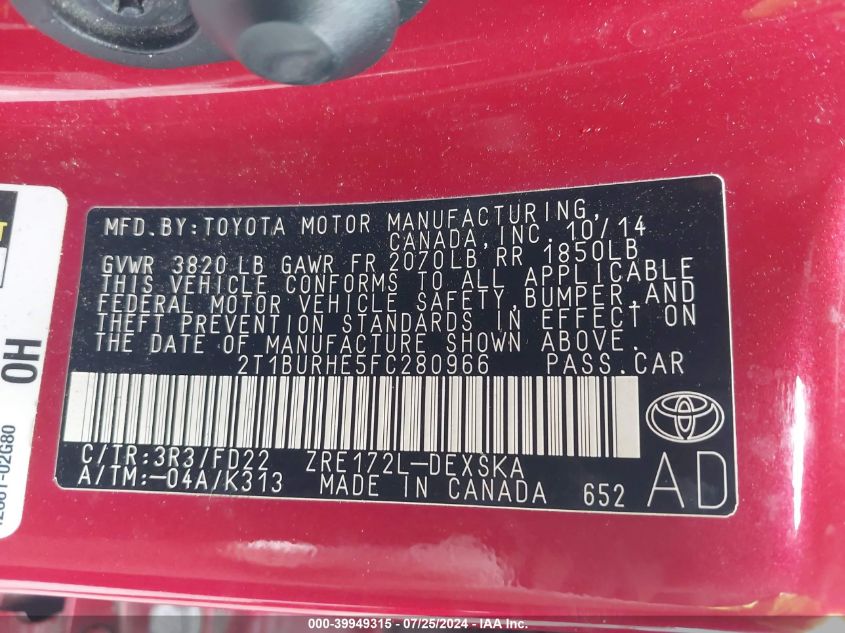 MFD.BY:TOYOTA MOTOR MANUFACTURING,
CANADA,INC. 10/14
GVWR 3820 LB GAWR FR 2070LB RR 1850LB
THIS VEHICLE CONFORMS TO ALL APPLICABLE
FEDERAL MOTOR VEHICLE SAFETY,BUMPER,AND
THEFT PREVENTION STANDARDS IN EFFECT ON
THE DATE OF MANUFACTURE SHOWN ABOVE.
2T1BURHE5FC280966 PASS.CAR
C/TR:3R3/FD22 ZRE172L-DEXSKA
A/TM:-04A/K313 MADE IN CANADA 652
AD
OH
000-39949315 - 07/25/2024 - IAA Inc.